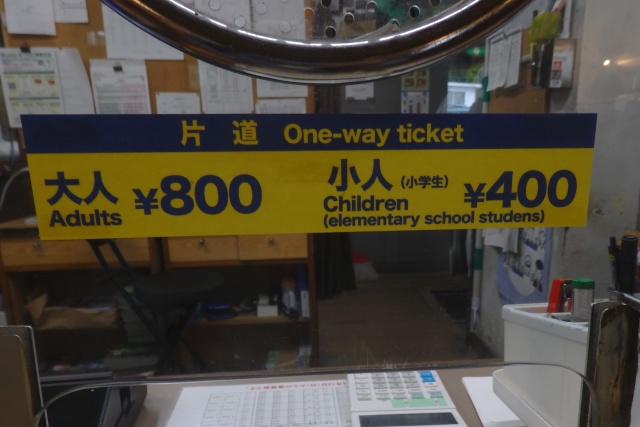 片道 One-way ticket
大人 ¥800 小人 (小学生) ¥400
Adults Children
(elementary school studens)